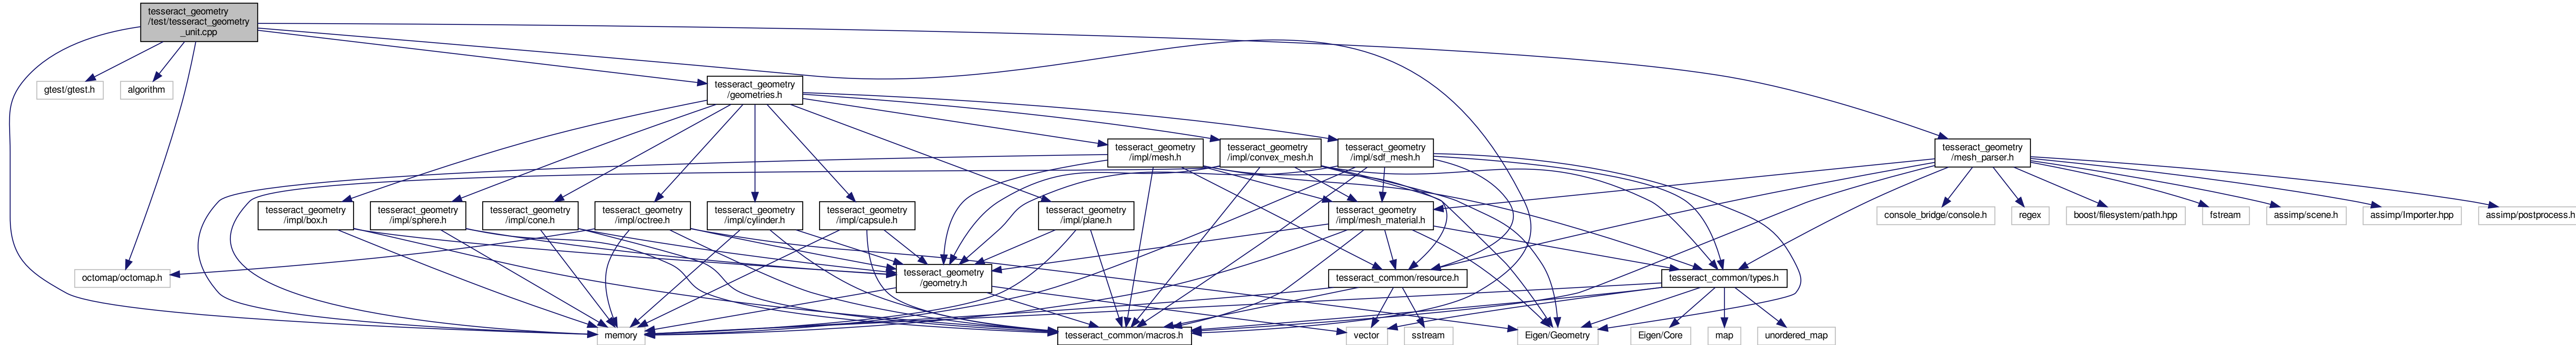 tesseract_geometry
/test/tesseract_geometry
_unit.cpp
gtest/gtest.h
algorithm
tesseract_geometry
/geometries.h
tesseract_geometry
/impl/mesh.h
tesseract_geometry
/impl/convex_mesh.h
tesseract_geometry
/impl/sdf_mesh.h
tesseract_geometry
/mesh_parser.h
tesseract_geometry
/impl/box.h
tesseract_geometry
/impl/sphere.h
tesseract_geometry
/impl/cone.h
tesseract_geometry
/impl/octree.h
tesseract_geometry
/impl/cylinder.h
tesseract_geometry
/impl/capsule.h
tesseract_geometry
/impl/plane.h
tesseract_geometry
/impl/mesh_material.h
console_bridge/console.h
regex
boost/filesystem/path.hpp
fstream
assimp/scene.h
assimp/Importer.hpp
assimp/postprocess.h
octomap/octomap.h
tesseract_geometry
/geometry.h
tesseract_common/resource.h
tesseract_common/types.h
memory
tesseract_common/macros.h
vector
sstream
Eigen/Geometry
Eigen/Core
map
unordered_map